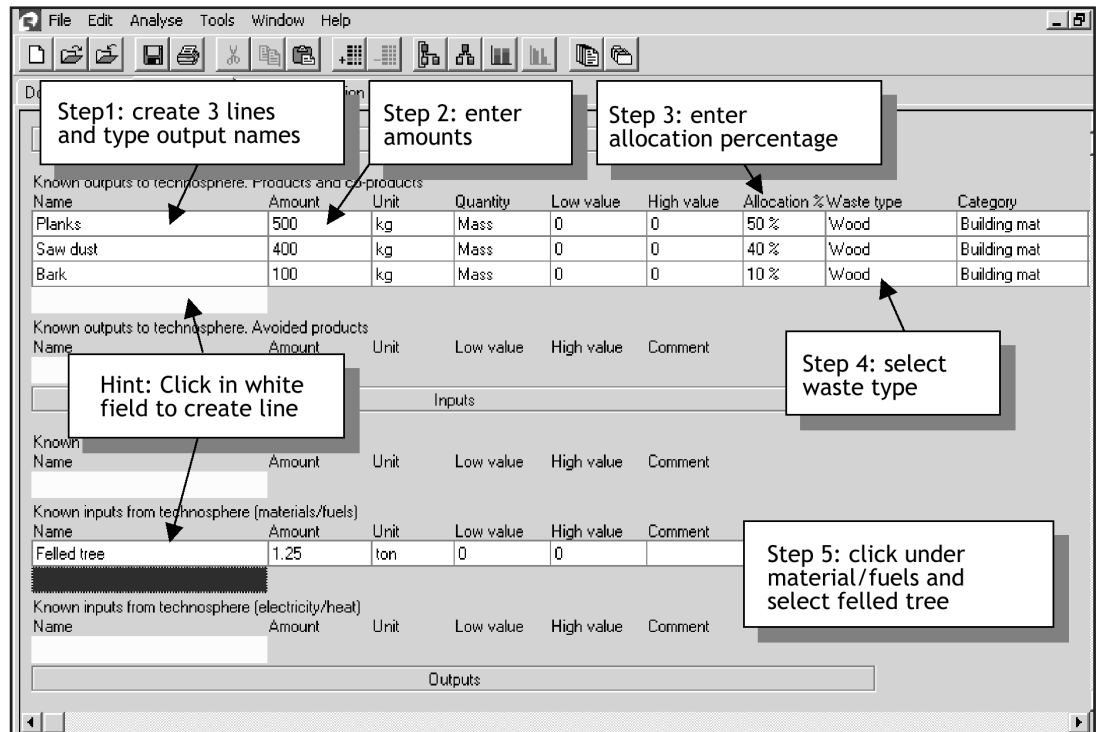 File Edit Analyse Tools Window Help
Step1: create 3 lines
and type output names
Step 2: enter
amounts
Step 3: enter
allocation percentage
Known outputs to technosphere. Products and co-products
Name Amount Unit Quantity Low value High value Allocation % Waste type Category
Planks 500 kg Mass 0 0 50 % Wood Building mat
Saw dust 400 kg Mass 0 0 40 % Wood Building mat
Bark 100 kg Mass 0 0 10 % Wood Building mat
Known outputs to technosphere. Avoided products
Name Amount Unit Low value High value Comment
Hint: Click in white
field to create line
Step 4: select
waste type
Inputs
Known
Name Amount Unit Low value High value Comment
Known inputs from technosphere (materials/fuels)
Name Amount Unit Low value High value Comment
Felled tree 1.25 ton 0 0
Step 5: click under
material/fuels and
select felled tree
Known inputs from technosphere (electricity/heat)
Name Amount Unit Low value High value Comment
Outputs